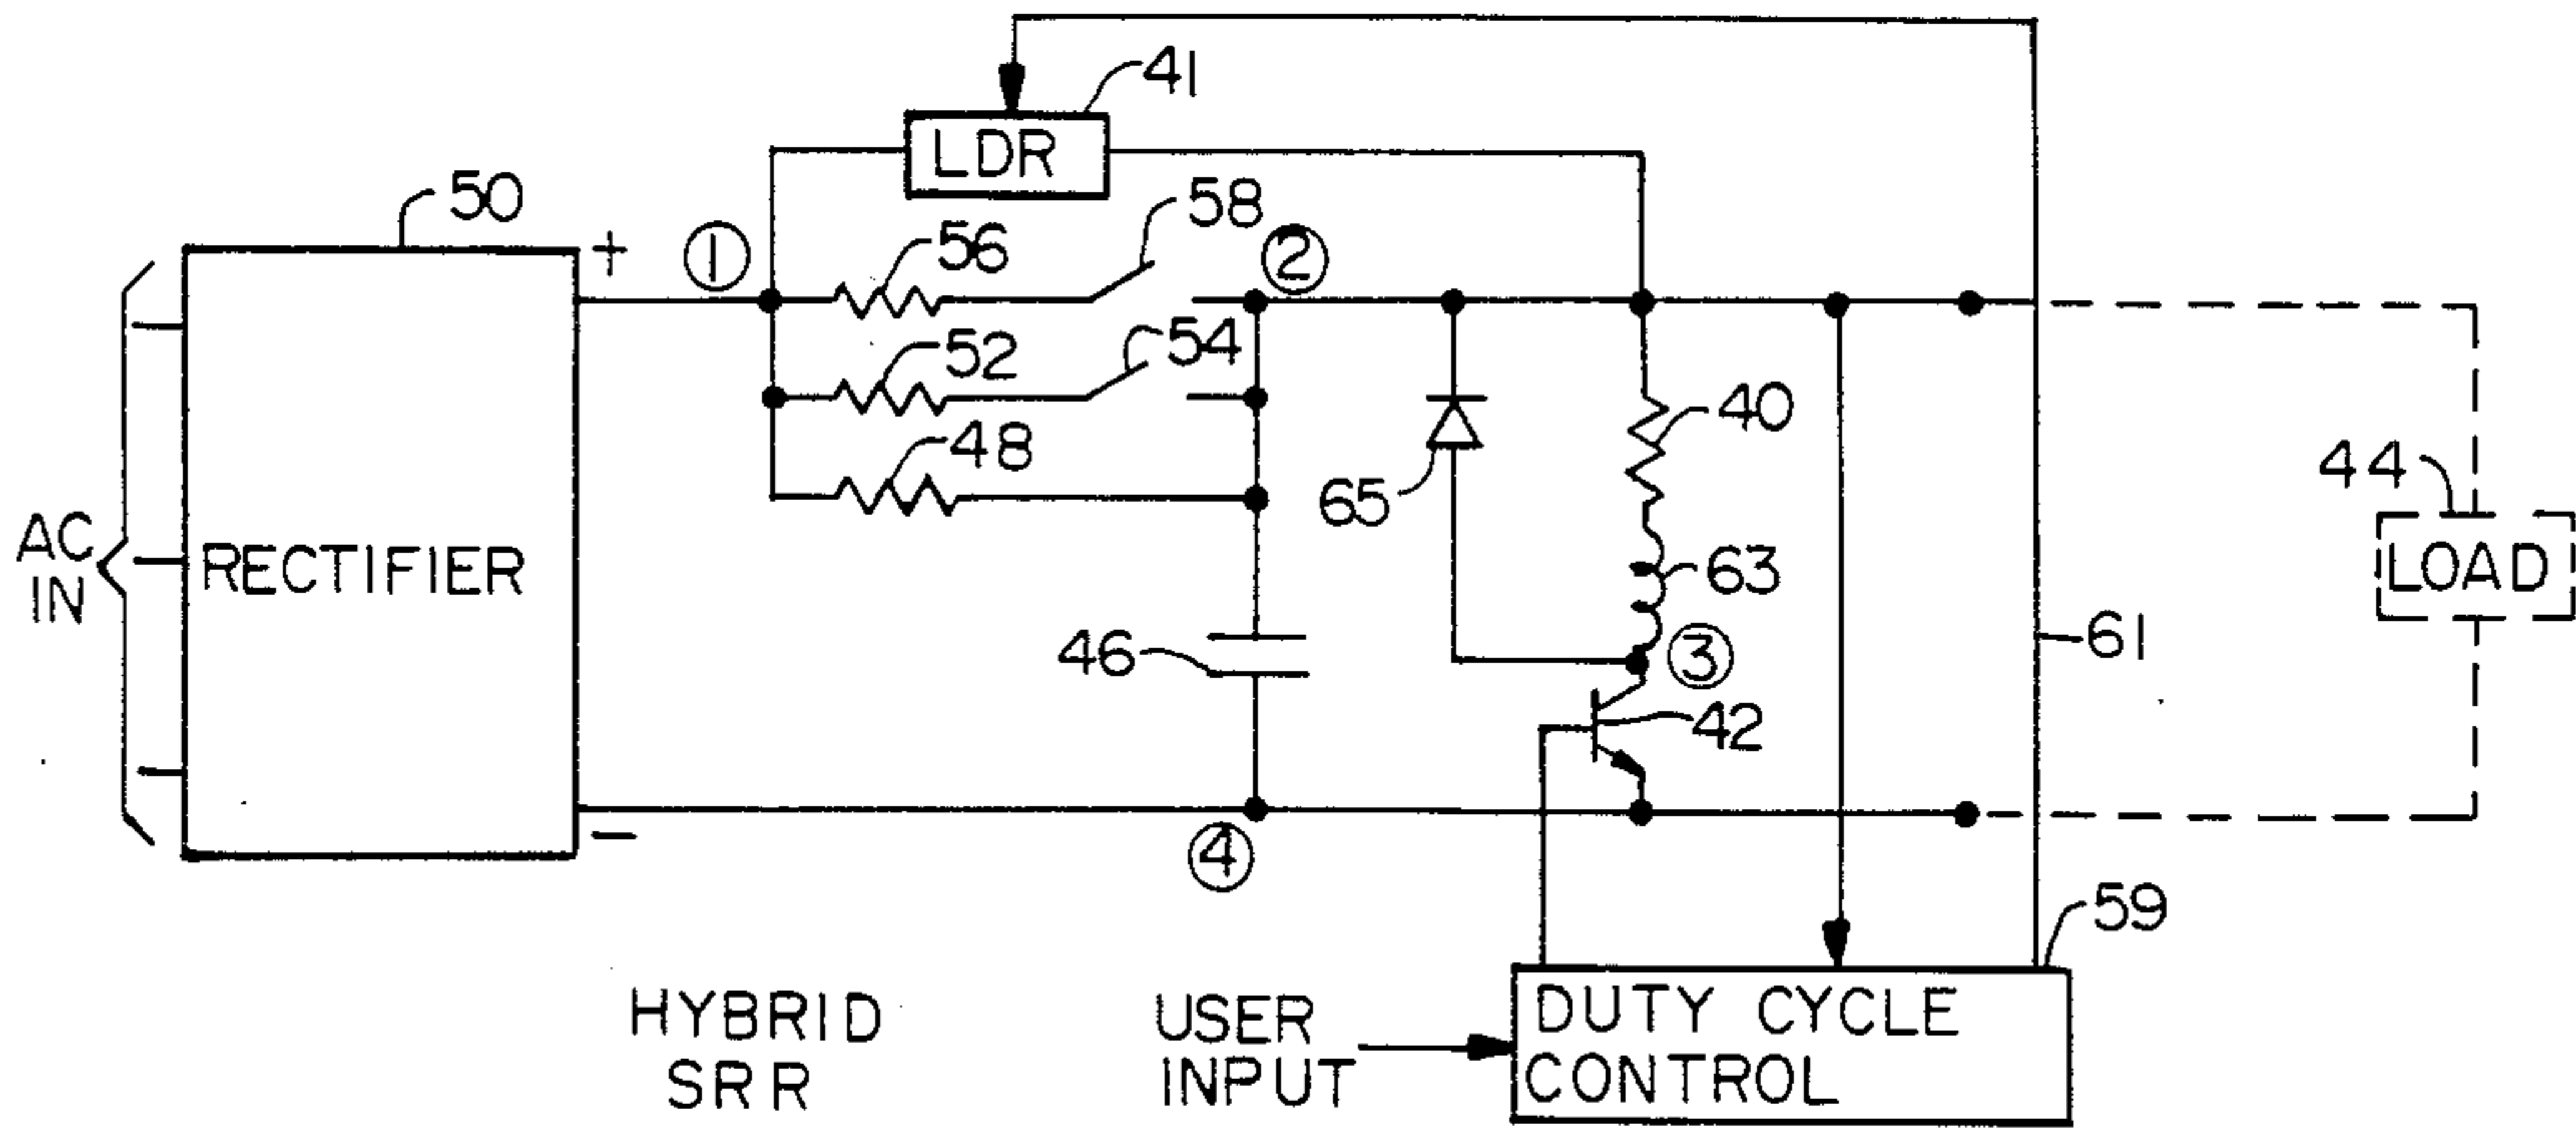 41
LDR
50
+
①
56
58
②
52
54
48
40
65
44
AC
IN
RECTIFIER
63
LOAD
46
③
61
42
−
④
59
HYBRID
SRR
USER
INPUT
DUTY CYCLE
CONTROL